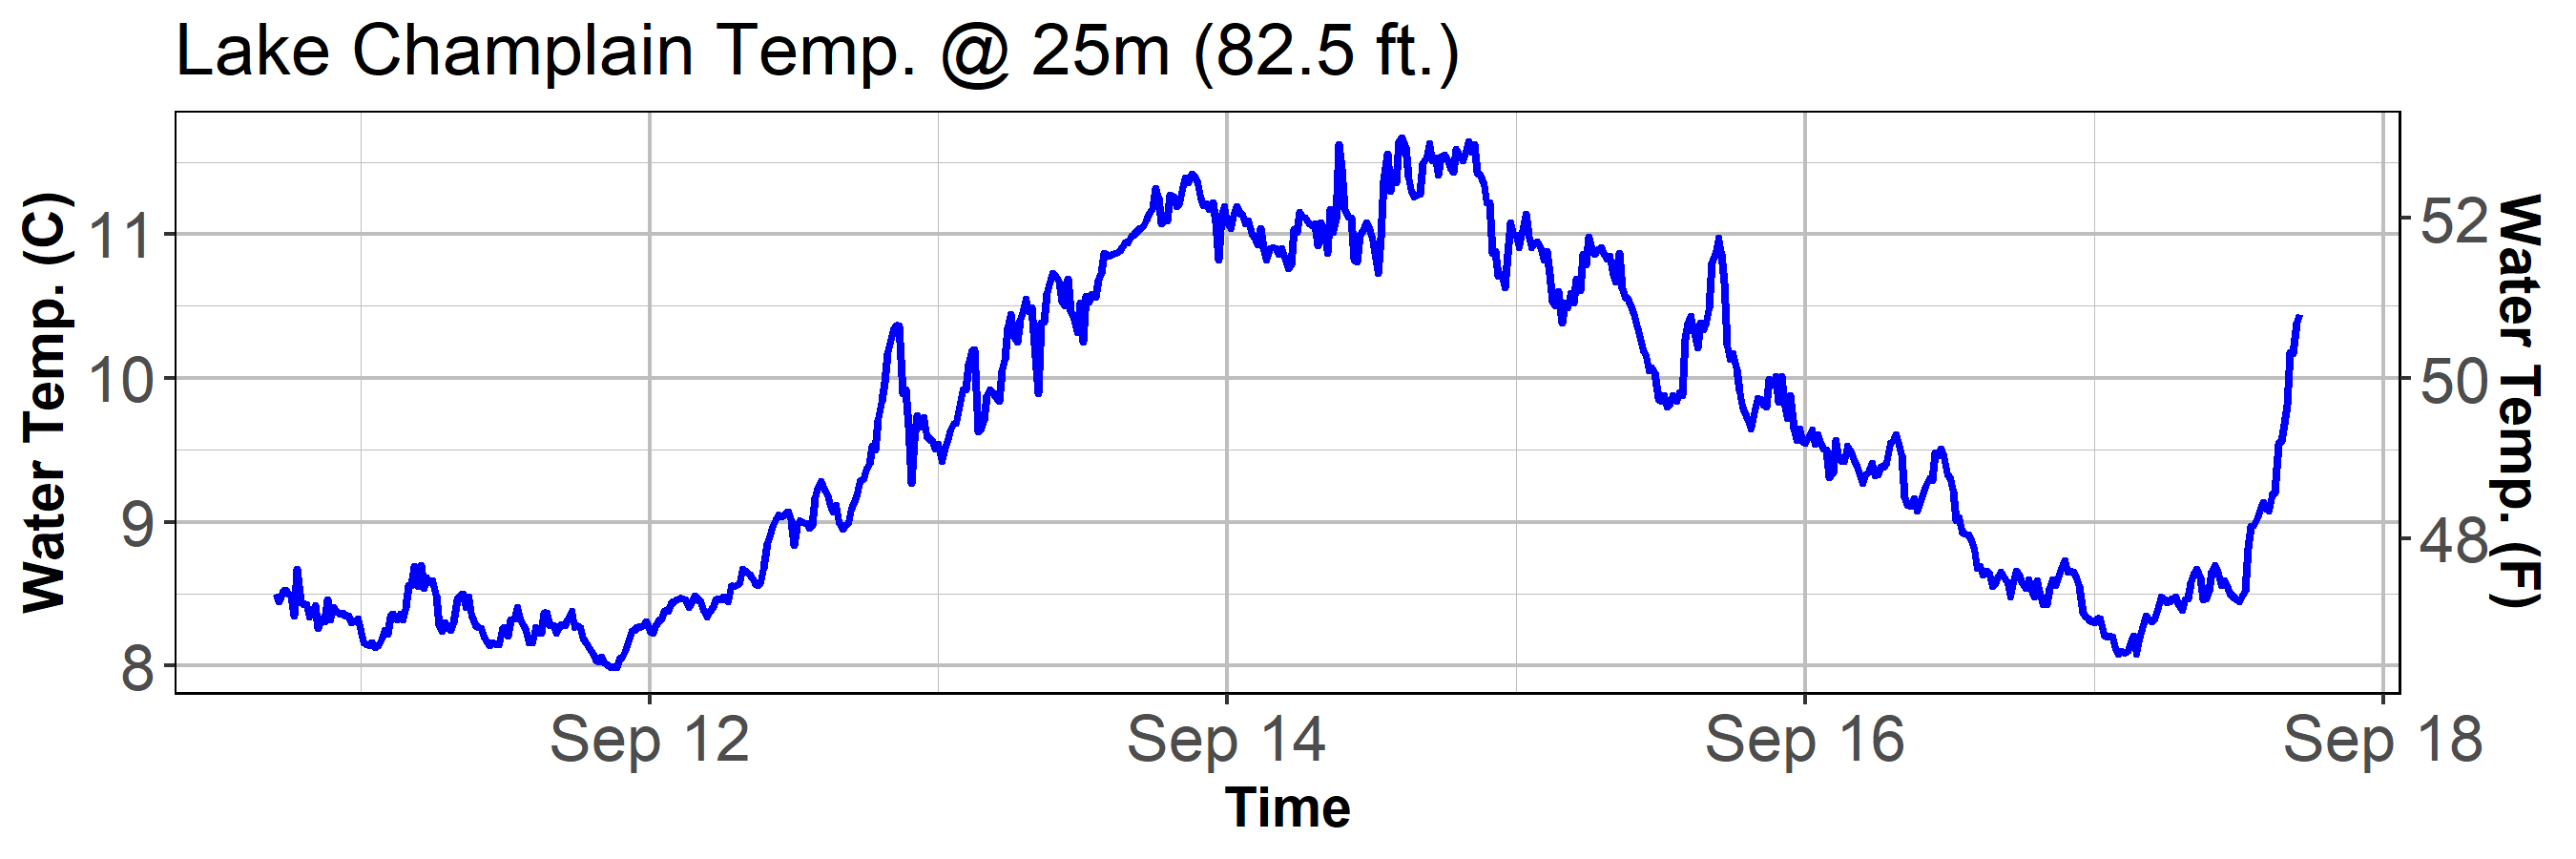 Lake Champlain Temp. @ 25m (82.5 ft.)
Water Temp. (C)
11
10
9
8
52
50
48
Water Temp. (F)
Sep 12
Sep 14
Sep 16
Sep 18
Time